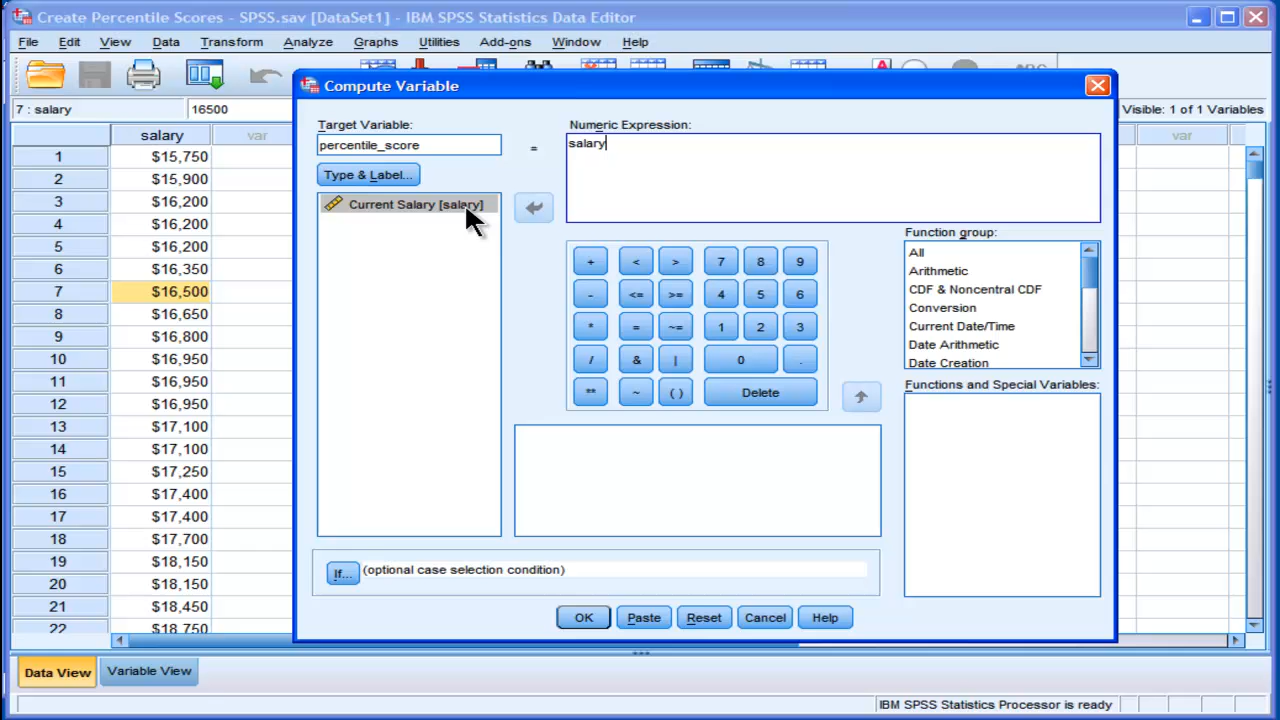 Create Percentile Scores - SPSS.sav [DataSet1] - IBM SPSS Statistics Data Editor
File Edit View Data Transform Analyze Graphs Utilities Add-ons Window Help
7 : salary 16500 Visible: 1 of 1 Variables
salary var var
1 $15,750
2 $15,900
3 $16,200
4 $16,200
5 $16,200
6 $16,350
7 $16,500
8 $16,650
9 $16,800
10 $16,950
11 $16,950
12 $16,950
13 $17,100
14 $17,100
15 $17,250
16 $17,400
17 $17,400
18 $17,700
19 $18,150
20 $18,150
21 $18,450
22 $18,750
Compute Variable
Target Variable:
percentile_score
=
Numeric Expression:
salary
Type & Label...
Current Salary [salary]
+ < > 7 8 9
- <= >= 4 5 6
* = ~= 1 2 3
/ & | 0 .
** ~ ( ) Delete
Function group:
All
Arithmetic
CDF & Noncentral CDF
Conversion
Current Date/Time
Date Arithmetic
Date Creation
Functions and Special Variables:
If... (optional case selection condition)
OK Paste Reset Cancel Help
Data View Variable View
IBM SPSS Statistics Processor is ready